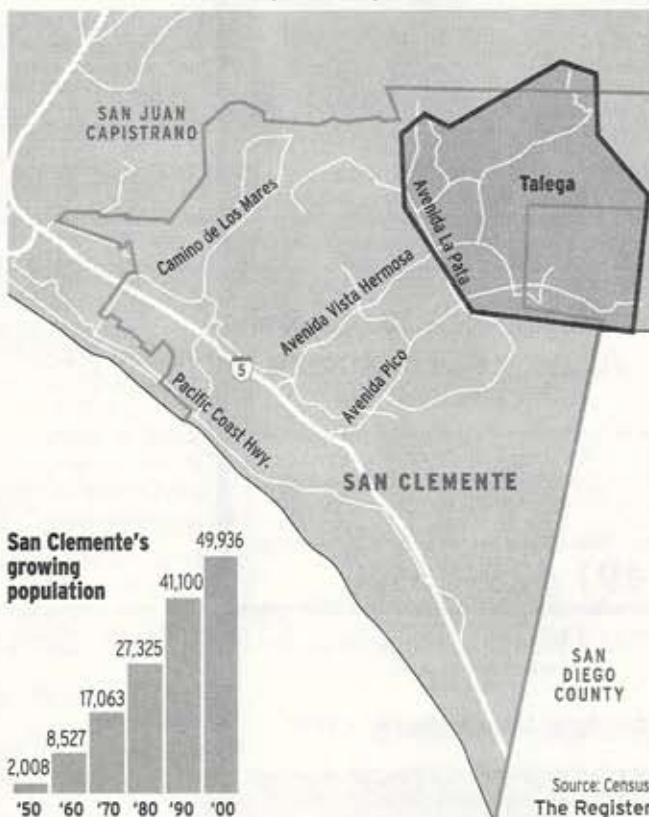 SAN JUAN
CAPISTRANO
Talega
Camino de Los Mares
Avenida La Pata
Avenida Vista Hermosa
5
Avenida Pico
Pacific Coast Hwy.
SAN CLEMENTE
San Clemente's
growing
population
49,936
41,100
27,325
17,063
8,527
2,008
'50 '60 '70 '80 '90 '00
SAN
DIEGO
COUNTY
Source: Census
The Register